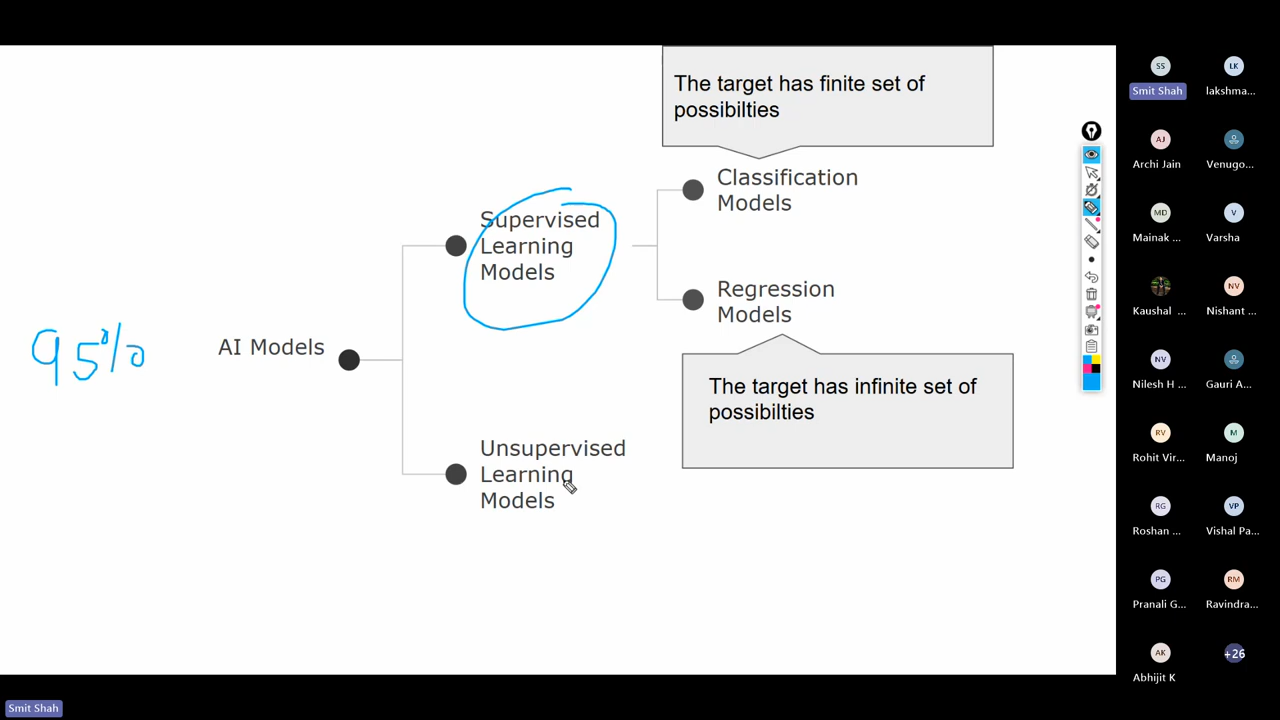 The target has finite set of
possibilties
Classification
Models
Supervised
Learning
Models
Regression
Models
95%
AI Models
The target has infinite set of
possibilties
Unsupervised
Learning
Models
SS
LK
Smit Shah
lakshma...
AJ
Archi Jain
Venugo...
MD
V
Mainak ...
Varsha
NV
Kaushal ...
Nishant ...
NV
Nilesh H ...
Gauri A...
RV
M
Rohit Vir...
Manoj
RG
VP
Roshan ...
Vishal Pa...
PG
RM
Pranali G...
Ravindra...
AK
+26
Abhijit K
Smit Shah